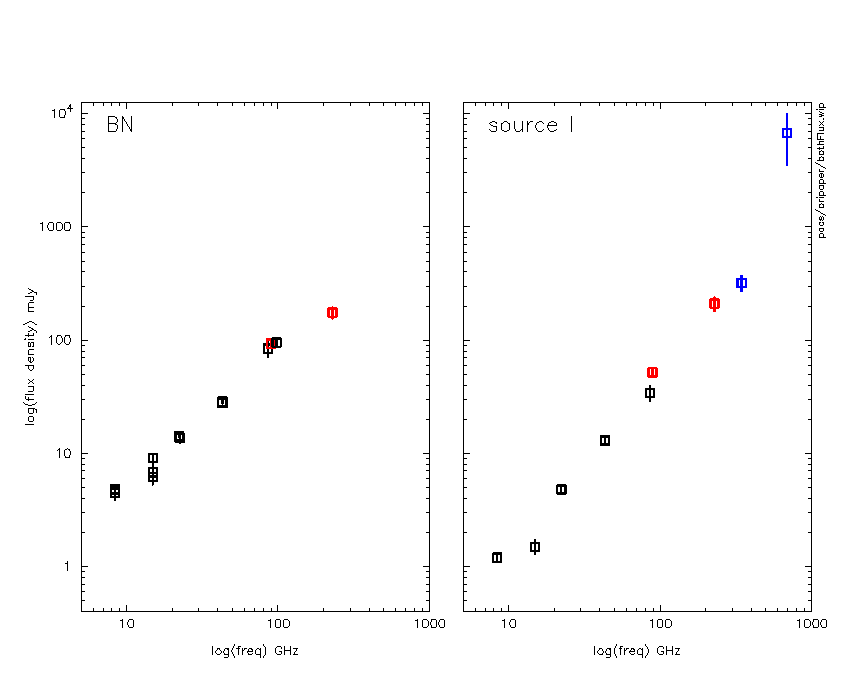 BN
source I
10⁴
1000
100
10
1
log(flux density) mJy
10 100 1000
10 100 1000
log(freq) GHz
log(freq) GHz
pacs/oripaper/bothFlux.wip